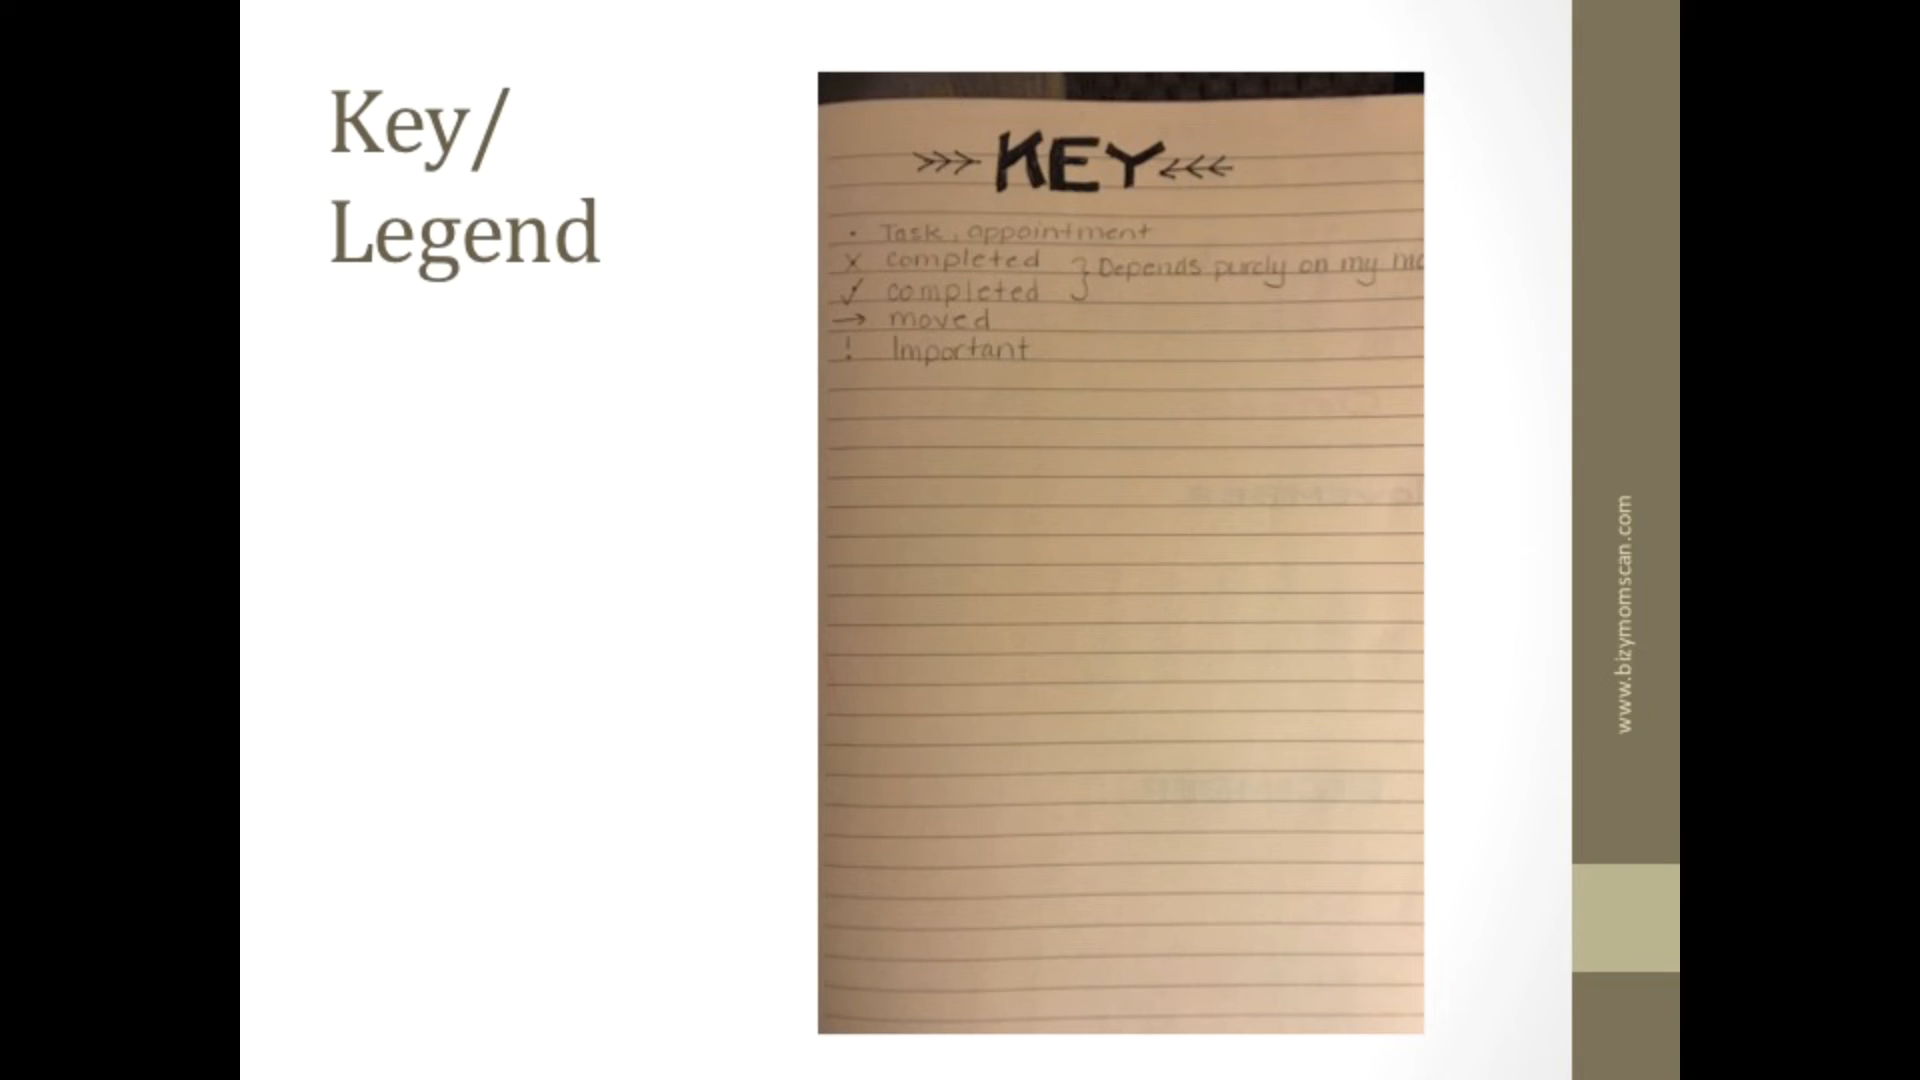 Key/
Legend
>>> KEY <<<
• Task, appointment
x completed
✓ completed } Depends purely on my
→ moved
! Important
www.bizymomscan.com